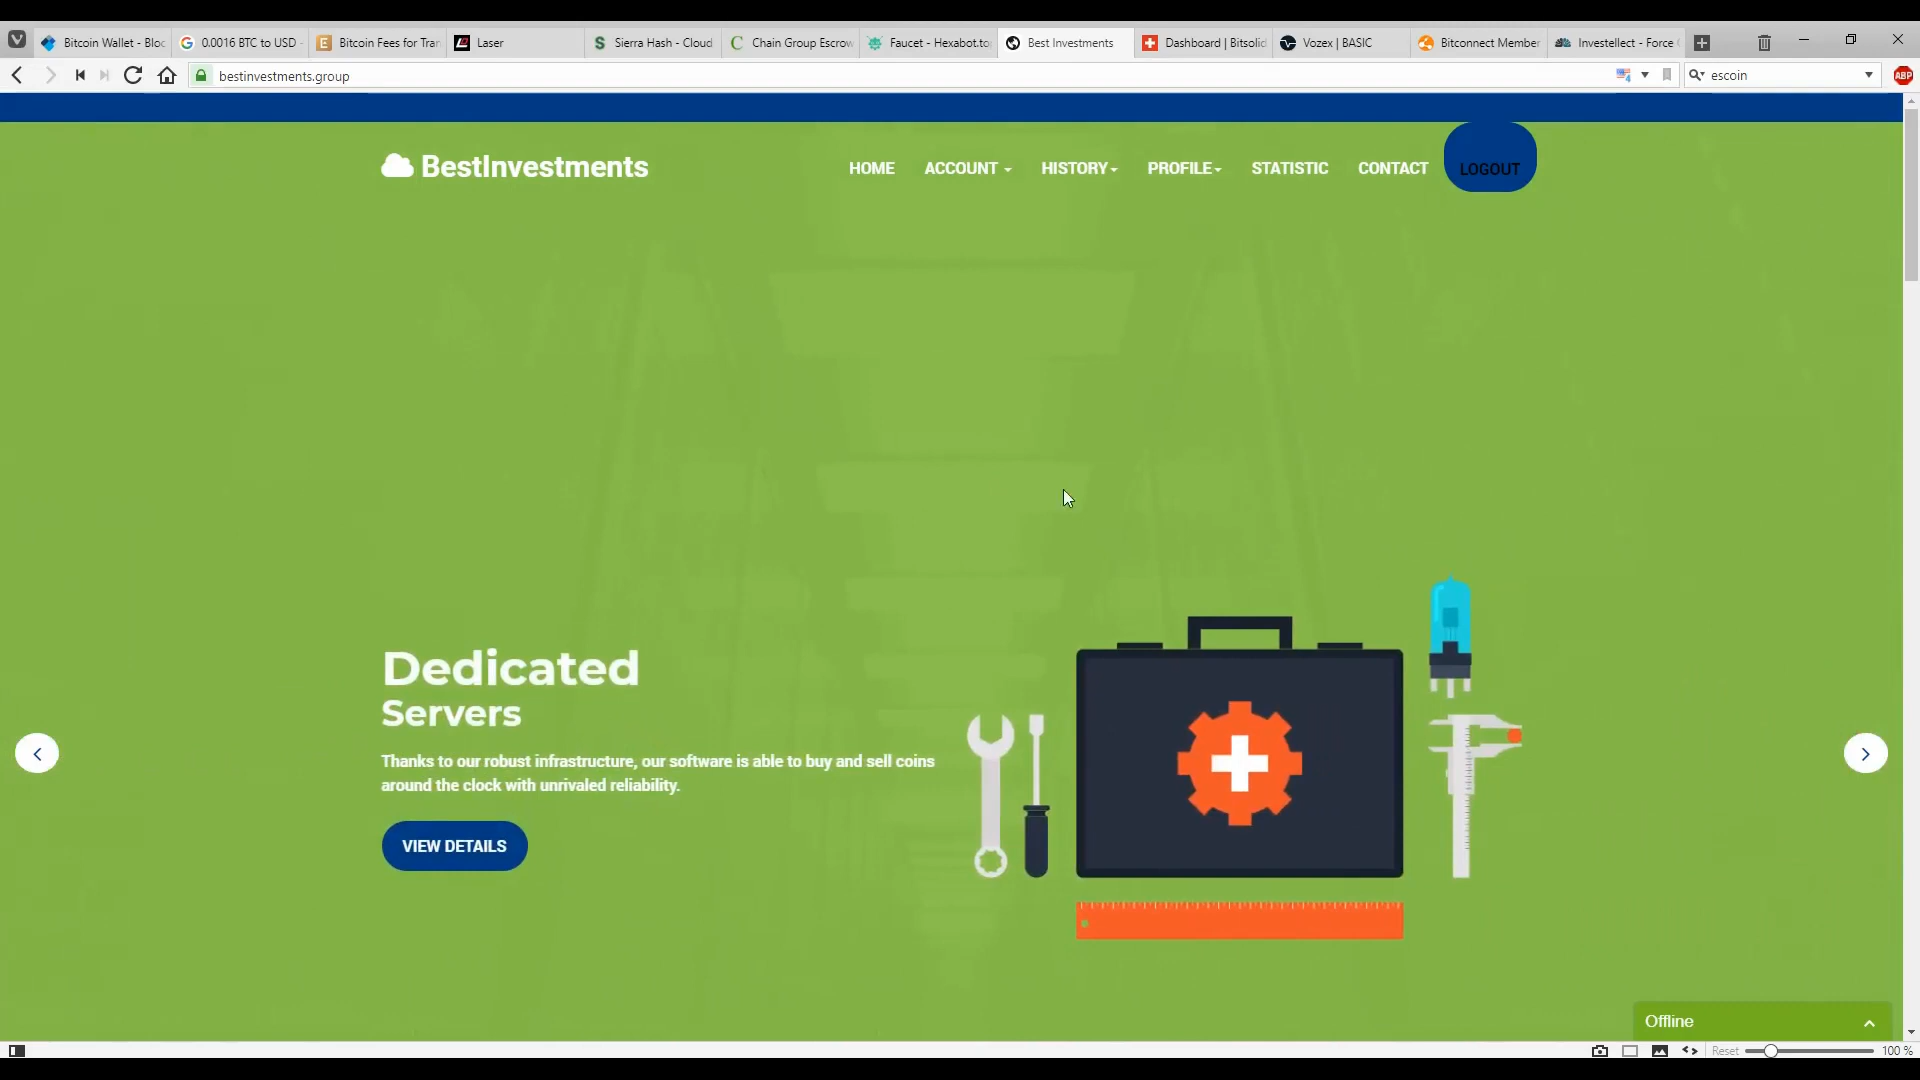 Bitcoin Wallet - Bloc
0.0016 BTC to USD -
Bitcoin Fees for Tran
Laser
Sierra Hash - Cloud
Chain Group Escrow
Faucet - Hexabot.to
Best Investments
Dashboard | Bitsolid
Vozex | BASIC
Bitconnect Member
Investellect - Force
bestinvestments.group
escoin
ABP
BestInvestments
HOME
ACCOUNT
HISTORY
PROFILE
STATISTIC
CONTACT
LOGOUT
Dedicated
Servers
Thanks to our robust infrastructure, our software is able to buy and sell coins
around the clock with unrivaled reliability.
VIEW DETAILS
Offline
Reset
100 %